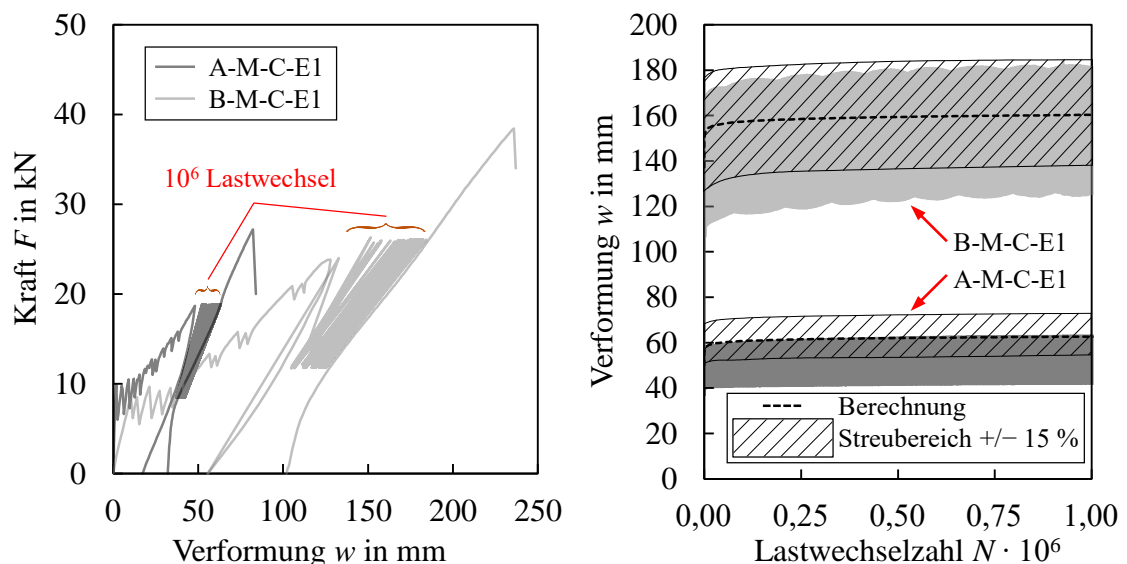 Kraft F in kN
50
40
30
20
10
0
A-M-C-E1
B-M-C-E1
10⁶ Lastwechsel
0 50 100 150 200 250
Verformung w in mm
Verformung w in mm
200
180
160
140
120
100
80
60
40
20
0
B-M-C-E1
A-M-C-E1
Berechnung
Streubereich +/− 15 %
0,00 0,25 0,50 0,75 1,00
Lastwechselzahl N · 10⁶